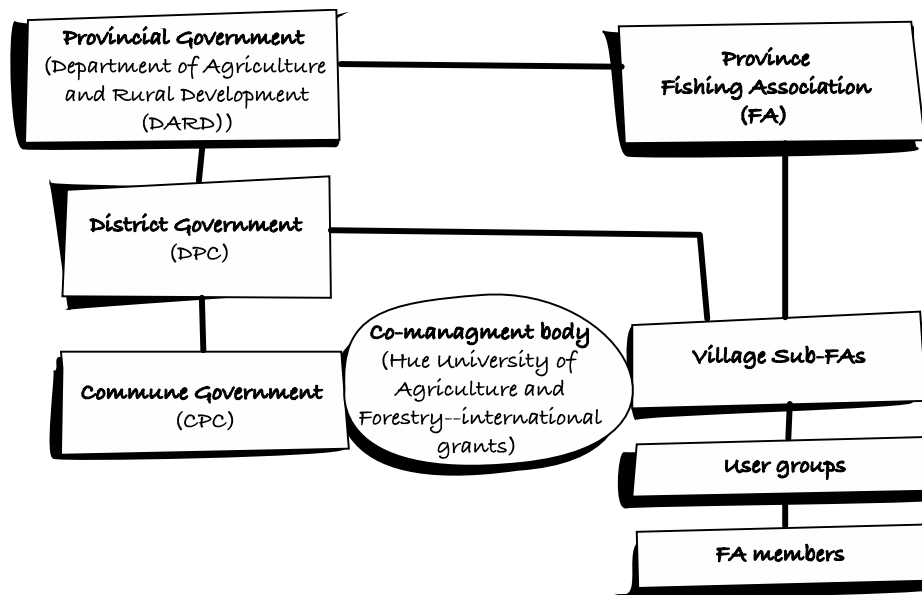 Provincial Government
(Department of Agriculture
and Rural Development
(DARD))
Province
Fishing Association
(FA)
District Government
(DPC)
Co-managment body
(Hue University of
Agriculture and
Forestry--international
grants)
Village Sub-FAs
Commune Government
(CPC)
User groups
FA members